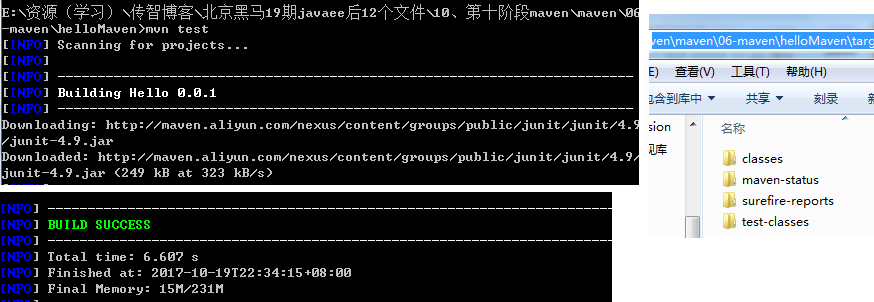 E:\资源（学习）\传智博客\北京黑马19期javaee后12个文件\10、第十阶段maven\maven\06
-maven\helloMaven>mvn test
[INFO] Scanning for projects...
[INFO]
[INFO] ------------------------------------------------------------------------
[INFO] Building Hello 0.0.1
[INFO] ------------------------------------------------------------------------
Downloading: http://maven.aliyun.com/nexus/content/groups/public/junit/junit/4.9
/junit-4.9.jar
Downloaded: http://maven.aliyun.com/nexus/content/groups/public/junit/junit/4.9/
junit-4.9.jar (249 kB at 323 kB/s)
[INFO] ------------------------------------------------------------------------
[INFO] BUILD SUCCESS
[INFO] ------------------------------------------------------------------------
[INFO] Total time: 6.607 s
[INFO] Finished at: 2017-10-19T22:34:15+08:00
[INFO] Final Memory: 15M/231M
aven\maven\06-maven\helloMaven\targ
(E) 查看(V) 工具(T) 帮助(H)
包含到库中 共享 刻录
名称
classes
maven-status
surefire-reports
test-classes